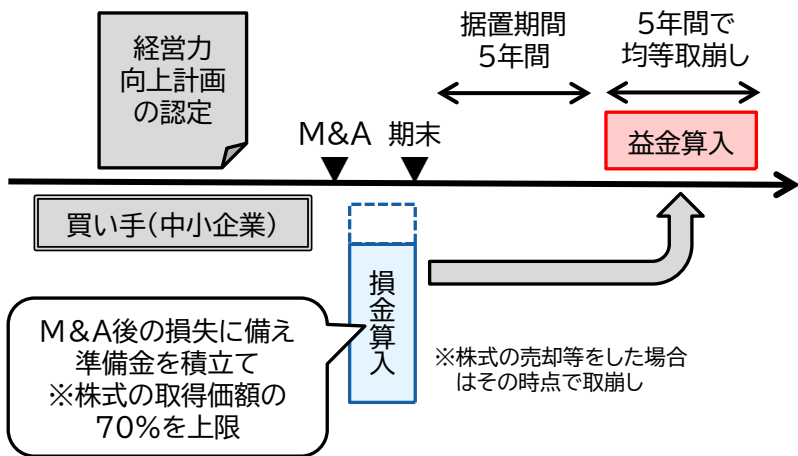 経営力
向上計画
の認定
M&A
期末
据置期間
5年間
5年間で
均等取崩し
益金算入
買い手(中小企業)
損金算入
M&A後の損失に備え
準備金を積立て
※株式の取得価額の
70%を上限
※株式の売却等をした場合
はその時点で取崩し